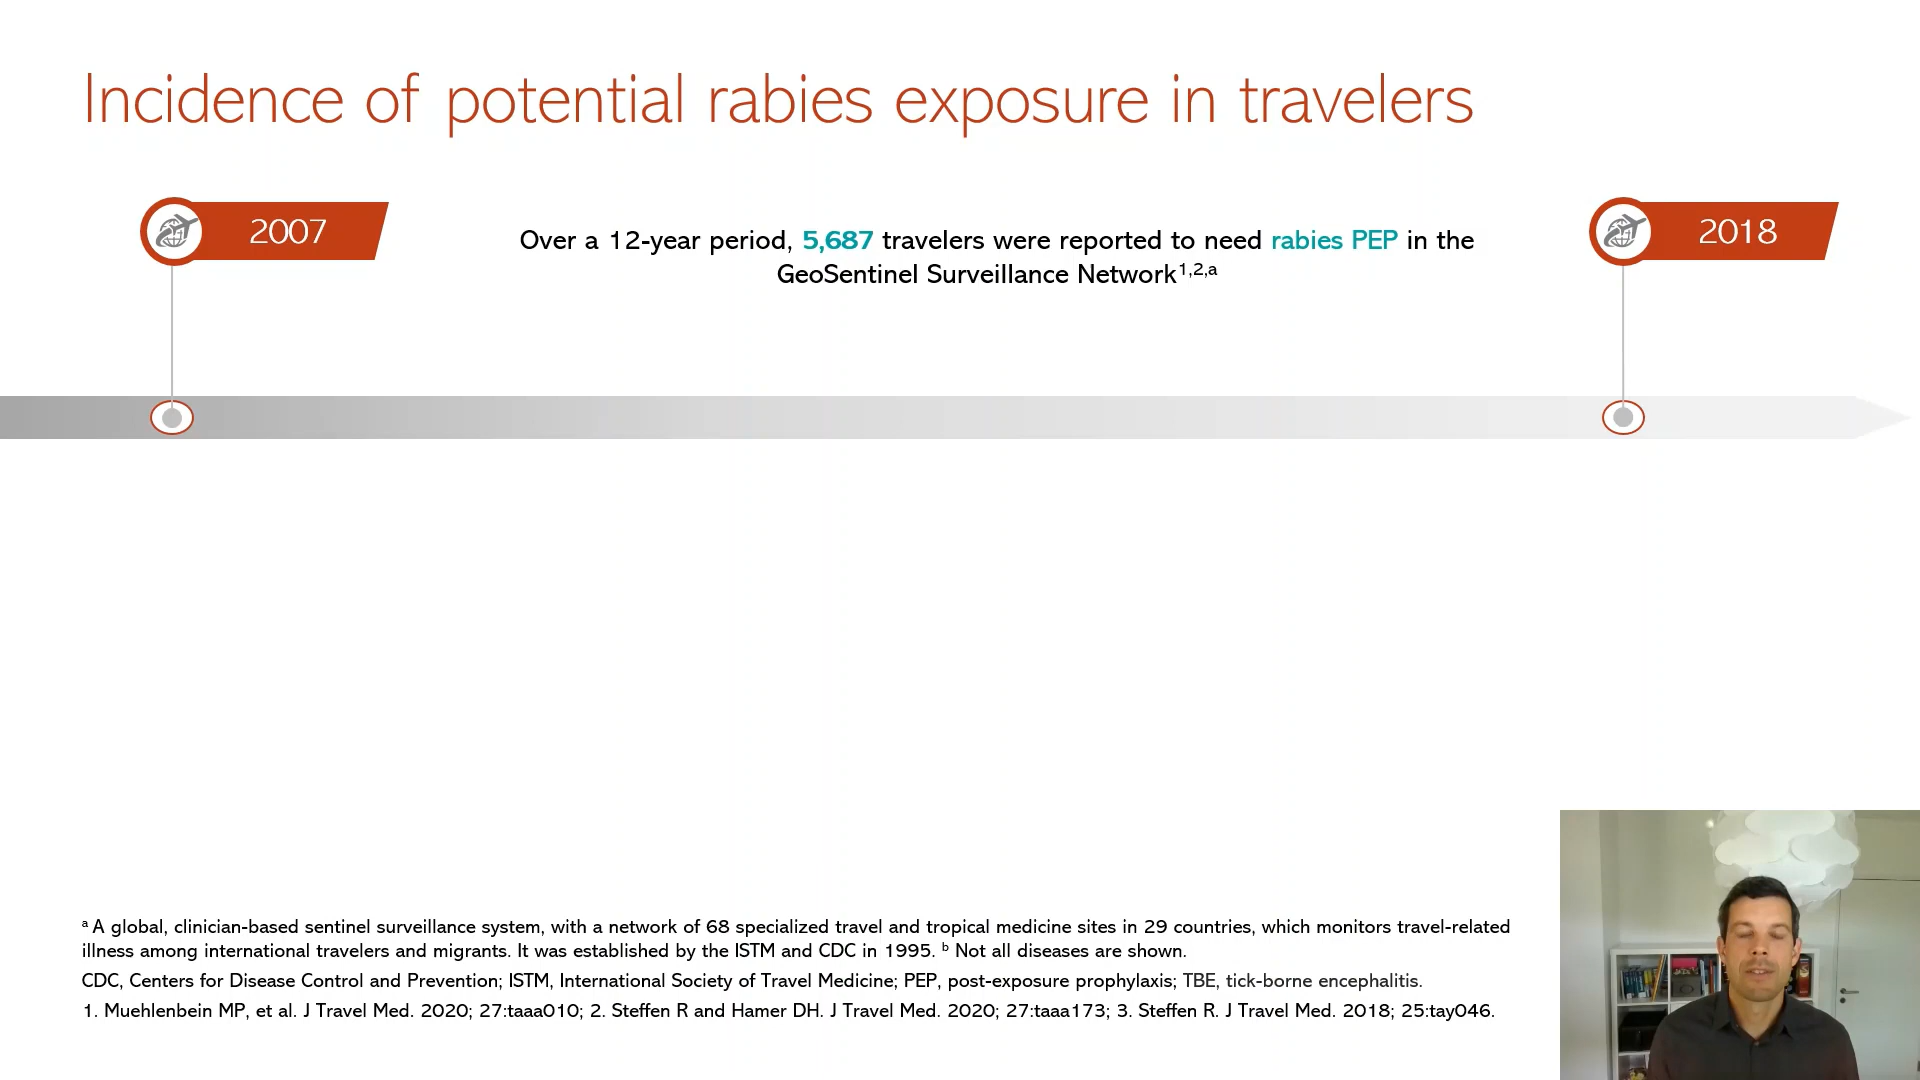 Incidence of potential rabies exposure in travelers
2007
Over a 12-year period, 5,687 travelers were reported to need rabies PEP in the
GeoSentinel Surveillance Network1,2,a
2018
a A global, clinician-based sentinel surveillance system, with a network of 68 specialized travel and tropical medicine sites in 29 countries, which monitors travel-related
illness among international travelers and migrants. It was established by the ISTM and CDC in 1995. b Not all diseases are shown.
CDC, Centers for Disease Control and Prevention; ISTM, International Society of Travel Medicine; PEP, post-exposure prophylaxis; TBE, tick-borne encephalitis.
1. Muehlenbein MP, et al. J Travel Med. 2020; 27:taaa010; 2. Steffen R and Hamer DH. J Travel Med. 2020; 27:taaa173; 3. Steffen R. J Travel Med. 2018; 25:tay046.